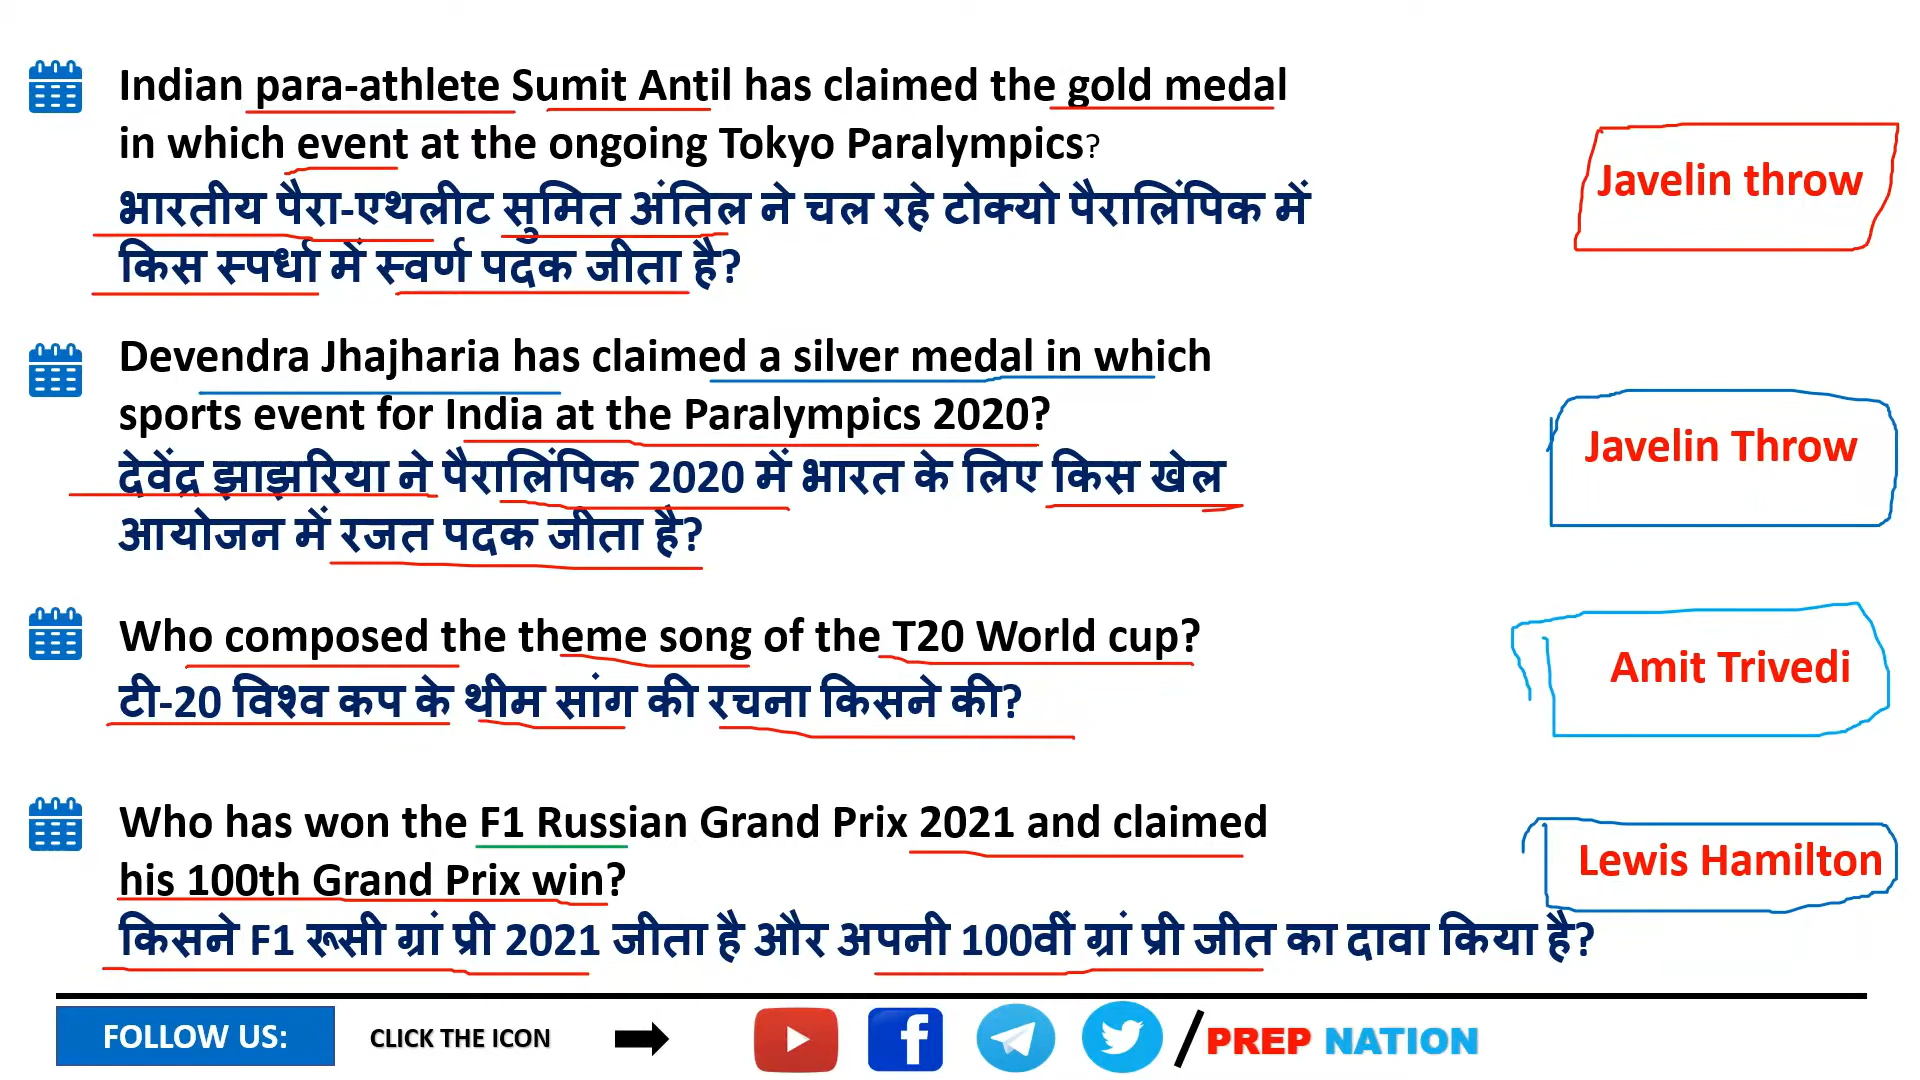 Indian para-athlete Sumit Antil has claimed the gold medal
in which event at the ongoing Tokyo Paralympics?
भारतीय पैरा-एथलीट सुमित अंतिल ने चल रहे टोक्यो पैरालिंपिक में
किस स्पर्धा में स्वर्ण पदक जीता है?
Javelin throw
Devendra Jhajharia has claimed a silver medal in which
sports event for India at the Paralympics 2020?
देवेंद्र झाझरिया ने पैरालिंपिक 2020 में भारत के लिए किस खेल
आयोजन में रजत पदक जीता है?
Javelin Throw
Who composed the theme song of the T20 World cup?
टी-20 विश्व कप के थीम सांग की रचना किसने की?
Amit Trivedi
Who has won the F1 Russian Grand Prix 2021 and claimed
his 100th Grand Prix win?
किसने F1 रूसी ग्रां प्री 2021 जीता है और अपनी 100वीं ग्रां प्री जीत का दावा किया है?
Lewis Hamilton
FOLLOW US: CLICK THE ICON /PREP NATION